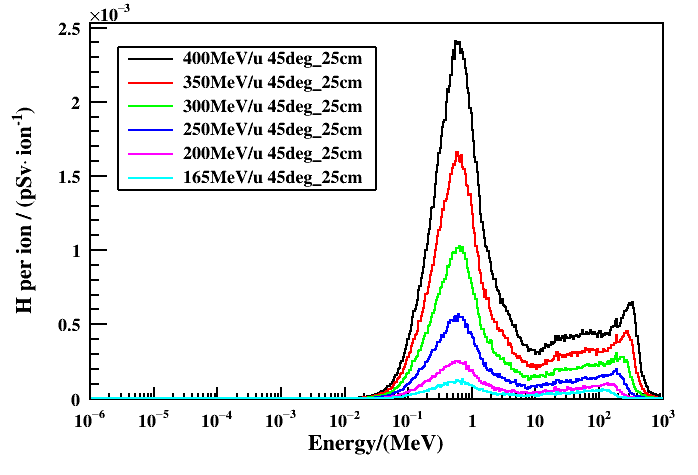 ×10⁻³
2.5
2
1.5
1
0.5
0
H per ion / (pSv· ion⁻¹)
400MeV/u 45deg_25cm
350MeV/u 45deg_25cm
300MeV/u 45deg_25cm
250MeV/u 45deg_25cm
200MeV/u 45deg_25cm
165MeV/u 45deg_25cm
10⁻⁶ 10⁻⁵ 10⁻⁴ 10⁻³ 10⁻² 10⁻¹ 1 10 10² 10³
Energy/(MeV)